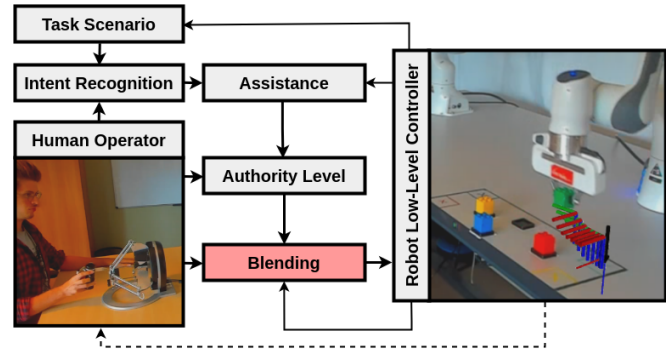 Task Scenario
Intent Recognition
Assistance
Human Operator
Authority Level
Blending
Robot Low-Level Controller